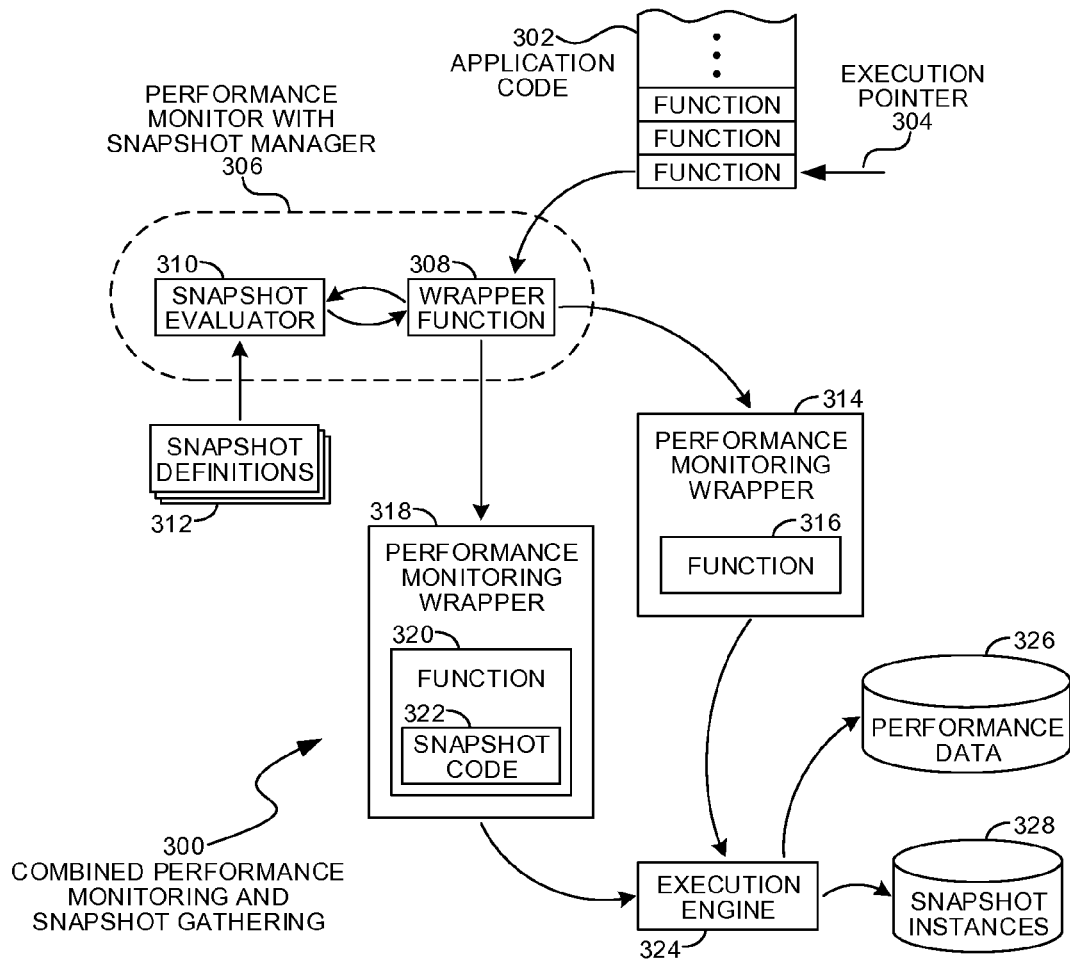 302
APPLICATION
CODE
FUNCTION
FUNCTION
FUNCTION
EXECUTION
POINTER
304
PERFORMANCE
MONITOR WITH
SNAPSHOT MANAGER
306
310
SNAPSHOT
EVALUATOR
308
WRAPPER
FUNCTION
SNAPSHOT
DEFINITIONS
312
314
PERFORMANCE
MONITORING
WRAPPER
316
FUNCTION
318
PERFORMANCE
MONITORING
WRAPPER
320
FUNCTION
322
SNAPSHOT
CODE
326
PERFORMANCE
DATA
300
COMBINED PERFORMANCE
MONITORING AND
SNAPSHOT GATHERING
EXECUTION
ENGINE
324
328
SNAPSHOT
INSTANCES